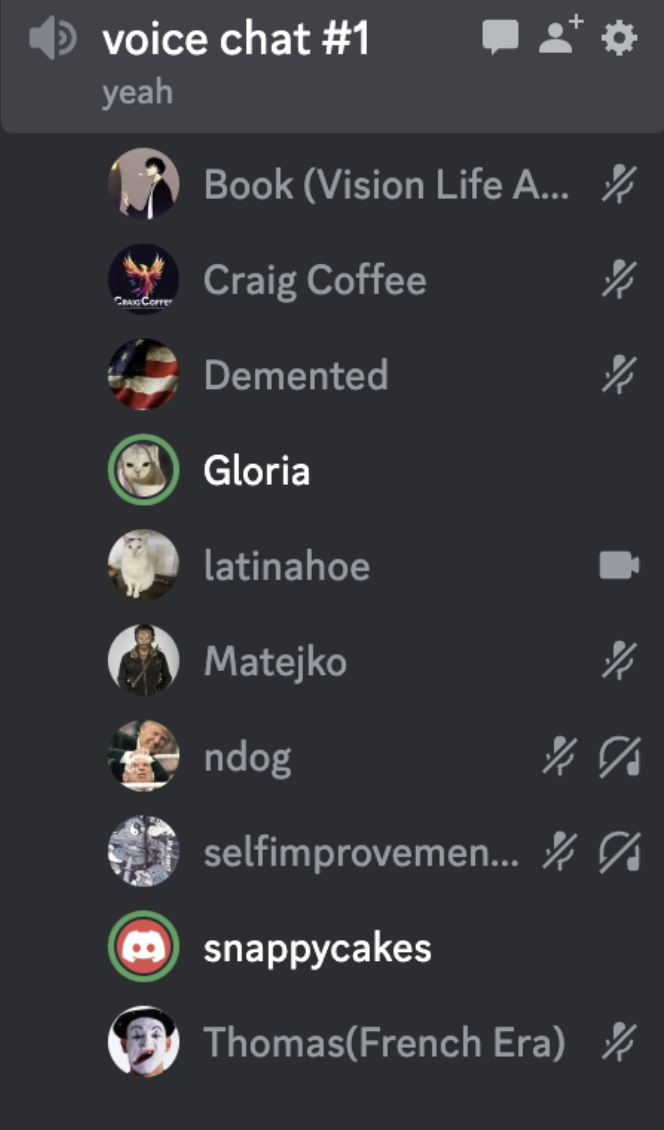 voice chat #1
yeah
Book (Vision Life A...
Craig Coffee
CRAIGCOFFEE
Demented
Gloria
latinahoe
Matejko
ndog
selfimprovemen...
snappycakes
Thomas(French Era)